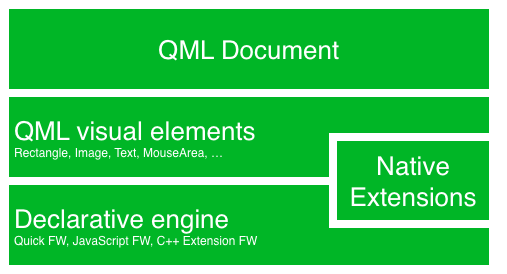 QML Document
QML visual elements
Rectangle, Image, Text, MouseArea, …
Native
Extensions
Declarative engine
Quick FW, JavaScript FW, C++ Extension FW